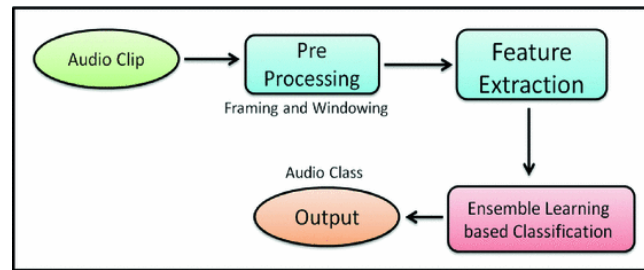 Audio Clip
Pre
Processing
Framing and Windowing
Feature
Extraction
Ensemble Learning
based Classification
Audio Class
Output